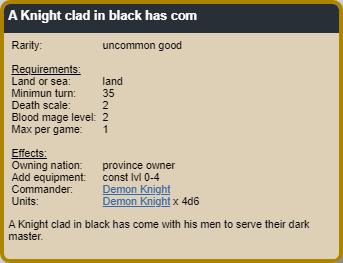 A Knight clad in black has com
Rarity: uncommon good
Requirements:
Land or sea: land
Minimun turn: 35
Death scale: 2
Blood mage level: 2
Max per game: 1
Effects:
Owning nation: province owner
Add equipment: const lvl 0-4
Commander: Demon Knight
Units: Demon Knight x 4d6
A Knight clad in black has come with his men to serve their dark
master.